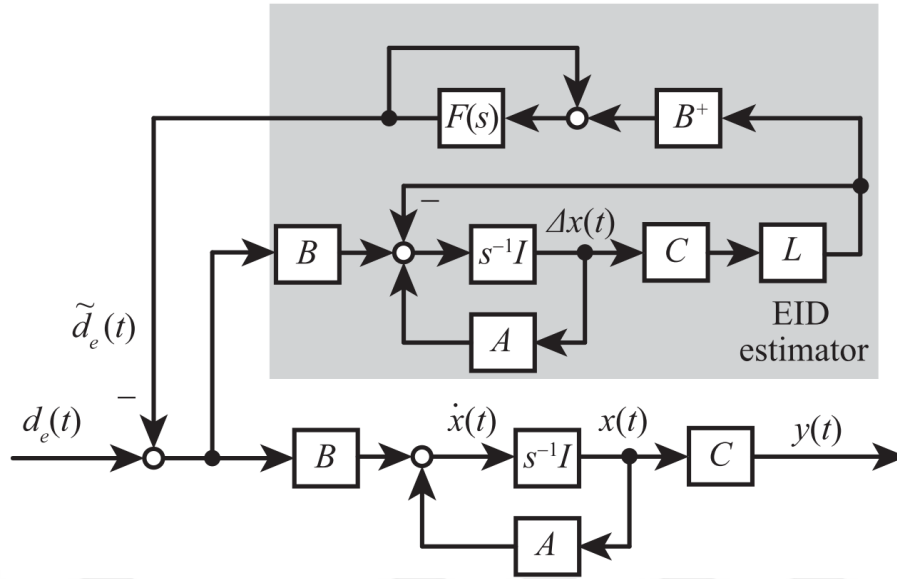 F(s)
B⁺
−
B
s⁻¹I
Δx(t)
C
L
A
EID
estimator
d̃ₑ(t)
−
dₑ(t)
B
ẋ(t)
s⁻¹I
x(t)
C
y(t)
A